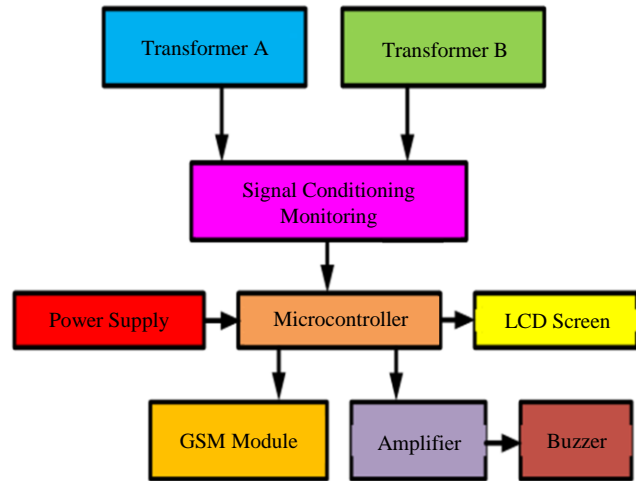 Transformer A
Transformer B
Signal Conditioning
Monitoring
Power Supply
Microcontroller
LCD Screen
GSM Module
Amplifier
Buzzer